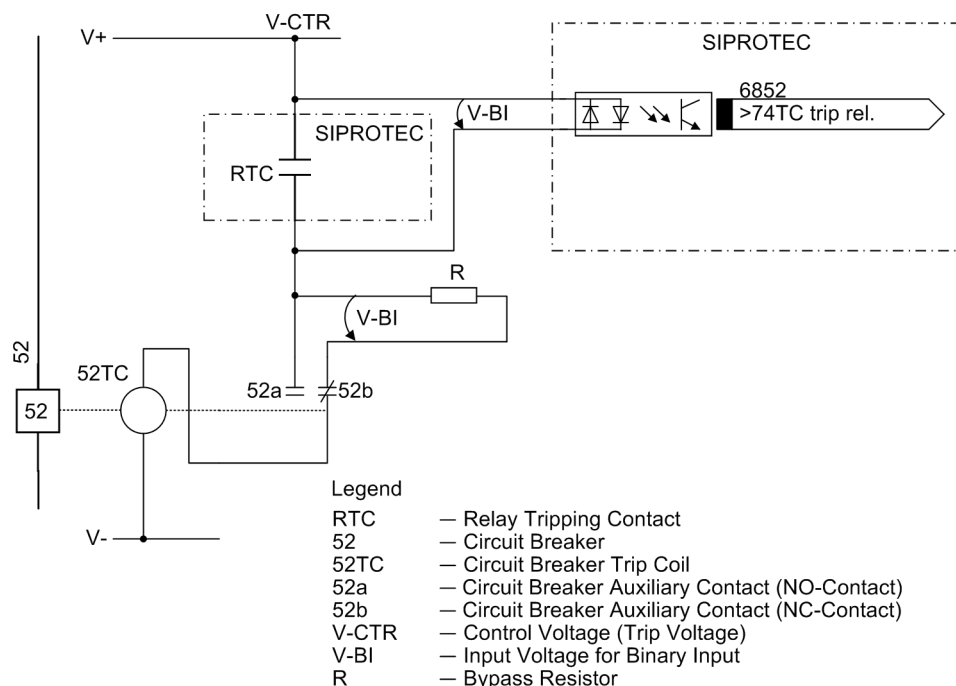 V-CTR
V+
SIPROTEC
6852
>74TC trip rel.
V-BI
SIPROTEC
RTC
R
V-BI
52
52TC
52a
52b
52
V-
Legend
RTC — Relay Tripping Contact
52 — Circuit Breaker
52TC — Circuit Breaker Trip Coil
52a — Circuit Breaker Auxiliary Contact (NO-Contact)
52b — Circuit Breaker Auxiliary Contact (NC-Contact)
V-CTR — Control Voltage (Trip Voltage)
V-BI — Input Voltage for Binary Input
R — Bypass Resistor